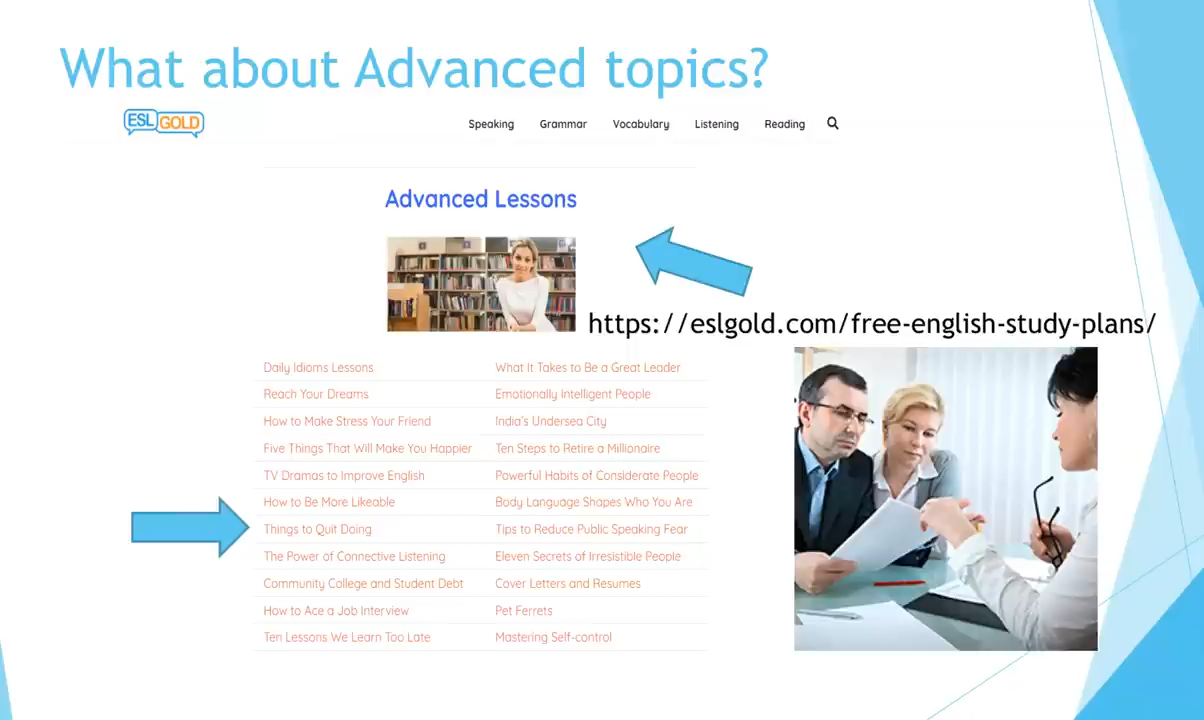 What about Advanced topics?
ESL GOLD
Speaking Grammar Vocabulary Listening Reading
Advanced Lessons
https://eslgold.com/free-english-study-plans/
Daily Idioms Lessons
Reach Your Dreams
How to Make Stress Your Friend
Five Things That Will Make You Happier
TV Dramas to Improve English
How to Be More Likeable
Things to Quit Doing
The Power of Connective Listening
Community College and Student Debt
How to Ace a Job Interview
Ten Lessons We Learn Too Late
What It Takes to Be a Great Leader
Emotionally Intelligent People
India's Undersea City
Ten Steps to Retire a Millionaire
Powerful Habits of Considerate People
Body Language Shapes Who You Are
Tips to Reduce Public Speaking Fear
Eleven Secrets of Irresistible People
Cover Letters and Resumes
Pet Ferrets
Mastering Self-control